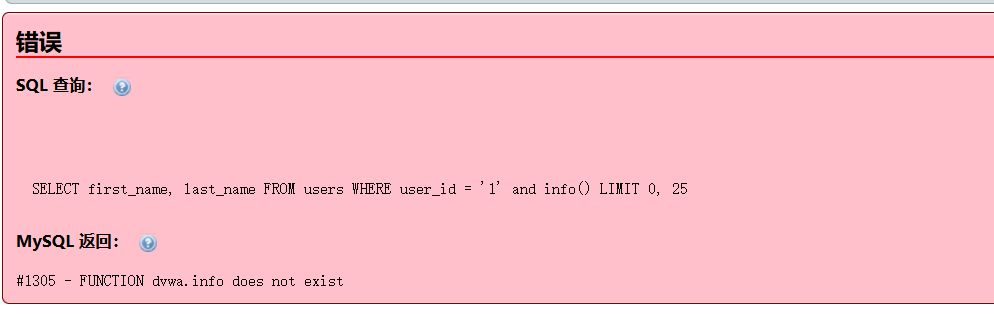 错误
SQL 查询：
SELECT first_name, last_name FROM users WHERE user_id = '1' and info() LIMIT 0, 25
MySQL 返回：
#1305 - FUNCTION dvwa.info does not exist